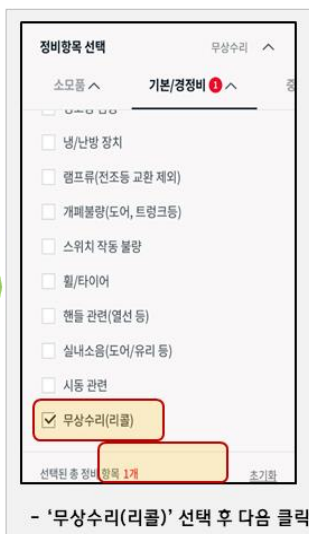 정비항목 선택 무상수리
소모품 기본/경정비 1 중
냉/난방 장치
램프류(전조등 교환 제외)
개폐불량(도어, 트렁크등)
스위치 작동 불량
휠/타이어
핸들 관련(열선 등)
실내소음(도어/유리 등)
시동 관련
무상수리(리콜)
선택된 총 정비 항목 1개 초기화
- '무상수리(리콜)' 선택 후 다음 클릭